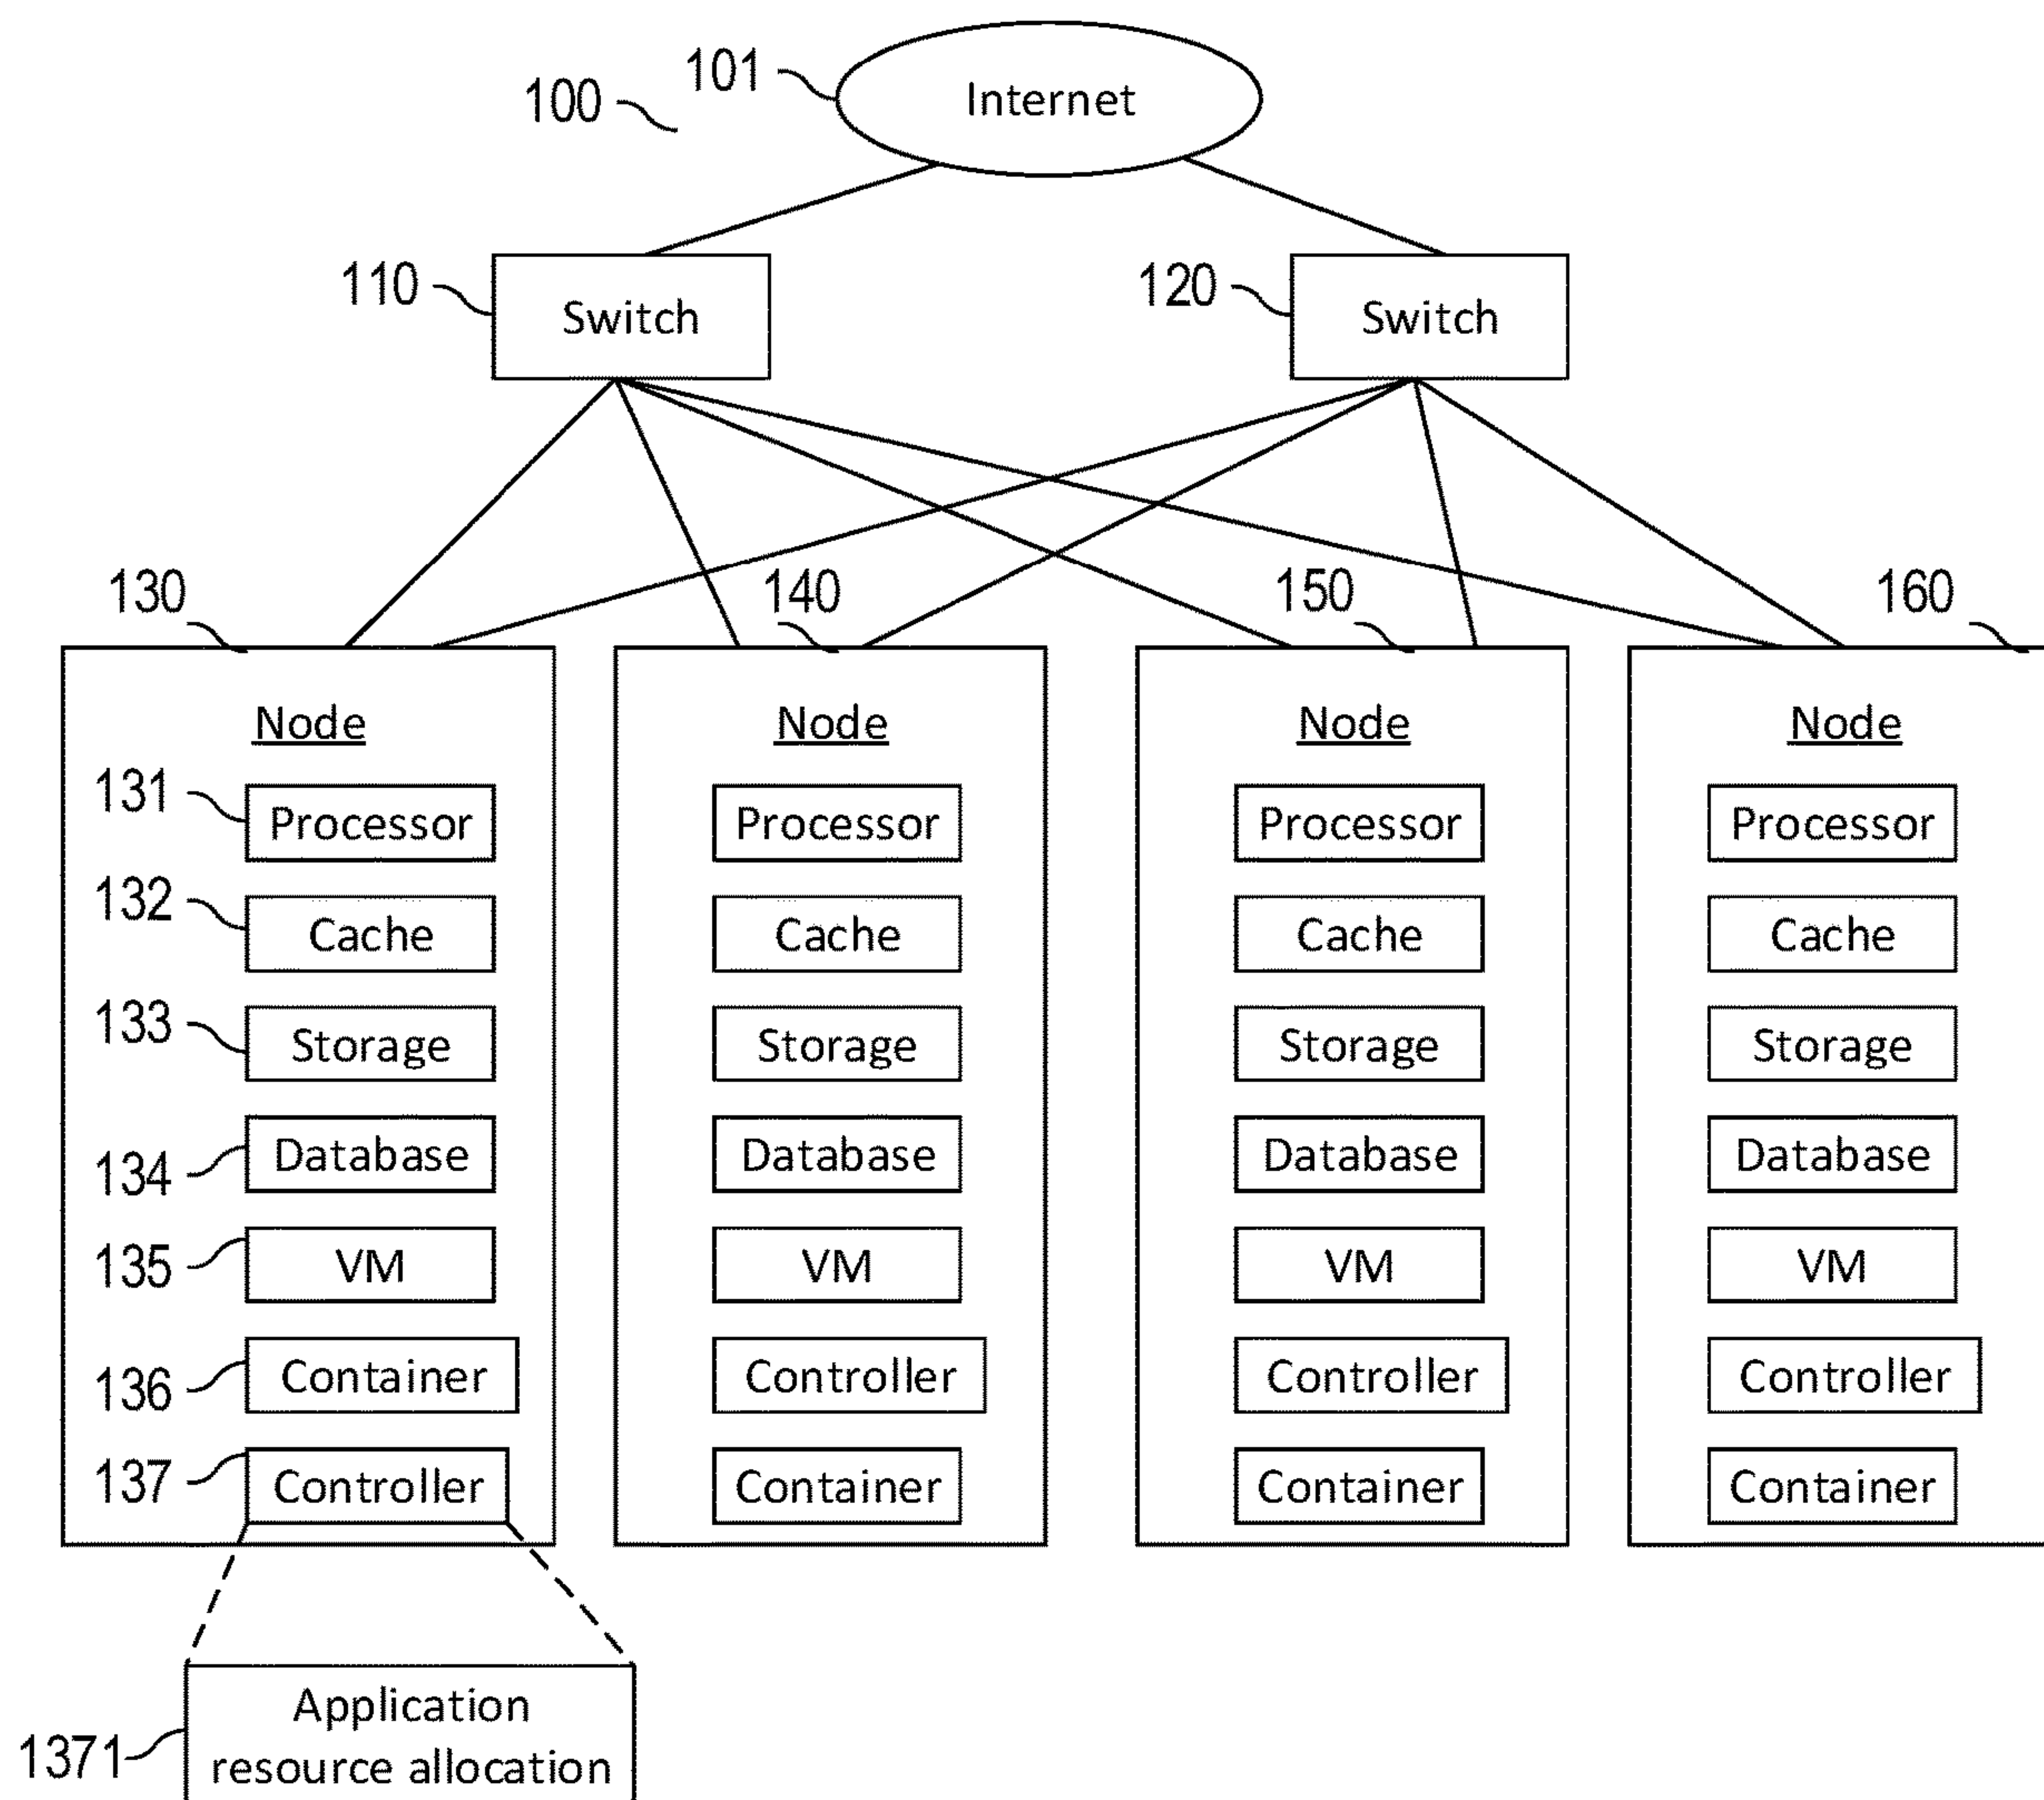 101
Internet
100
110
Switch
120
Switch
130
140
150
160
Node
Node
Node
Node
131
Processor
Processor
Processor
Processor
132
Cache
Cache
Cache
Cache
133
Storage
Storage
Storage
Storage
134
Database
Database
Database
Database
135
VM
VM
VM
VM
136
Container
Controller
Controller
Controller
137
Controller
Container
Container
Container
Application
1371
resource allocation